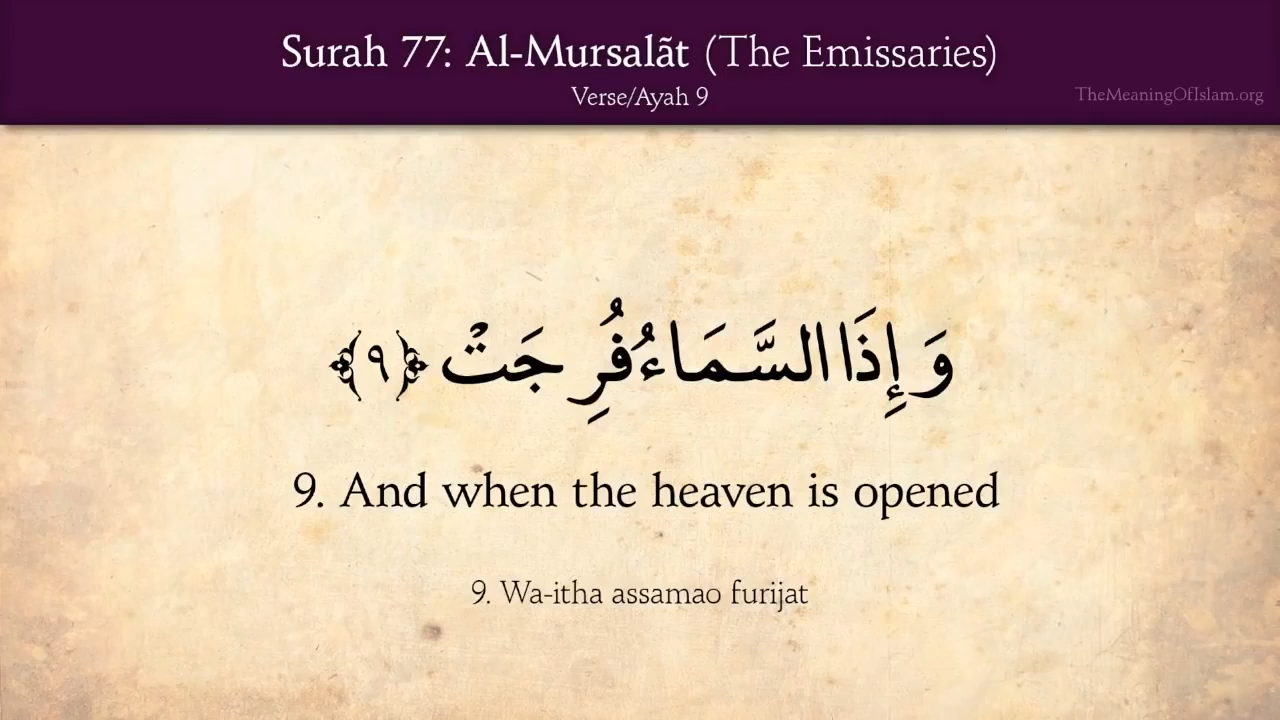 Surah 77: Al-Mursalãt (The Emissaries)
Verse/Ayah 9
TheMeaningOfIslam.org
وَإِذَا السَّمَاءُ فُرِجَتْ ﴿٩﴾
9. And when the heaven is opened
9. Wa-itha assamao furijat